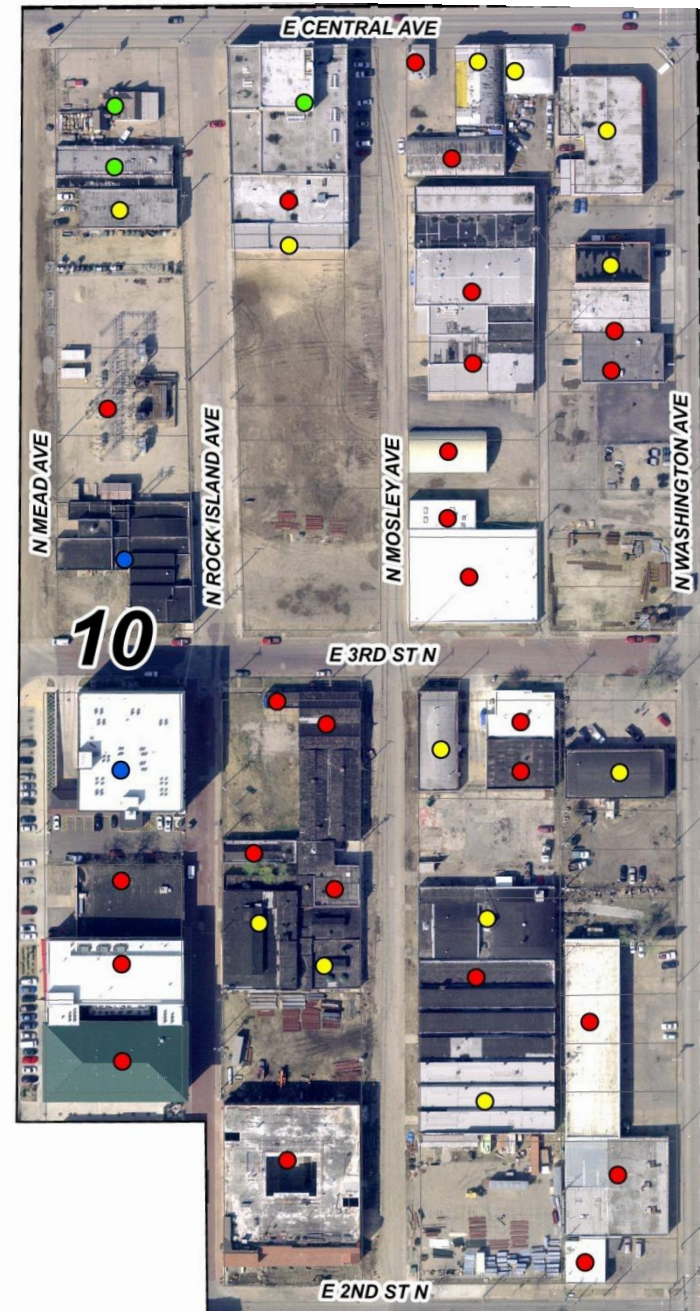 E CENTRAL AVE
N MEAD AVE
N ROCK ISLAND AVE
N MOSLEY AVE
N WASHINGTON AVE
10
E 3RD ST N
E 2ND ST N